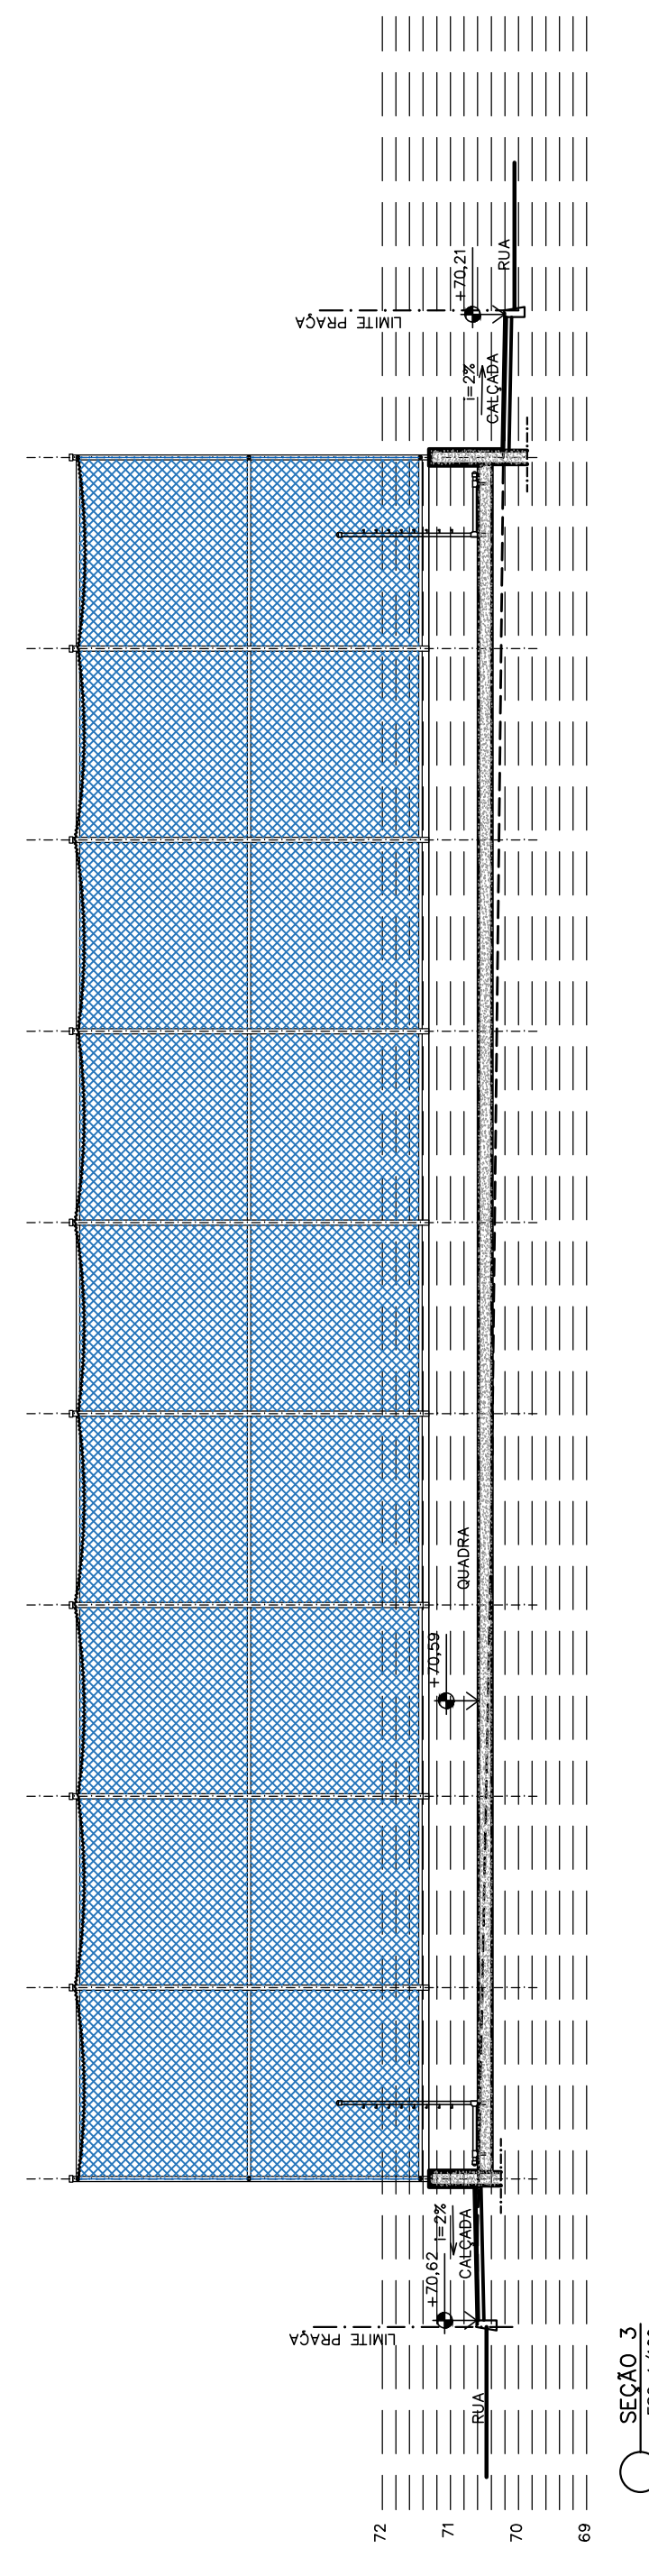 72
71
70
69
RUA
LIMITE PRAÇA
+70,62
i=2%
CALÇADA
+70,59
QUADRA
i=2%
CALÇADA
LIMITE PRAÇA
+70,21
RUA
SEÇÃO 3